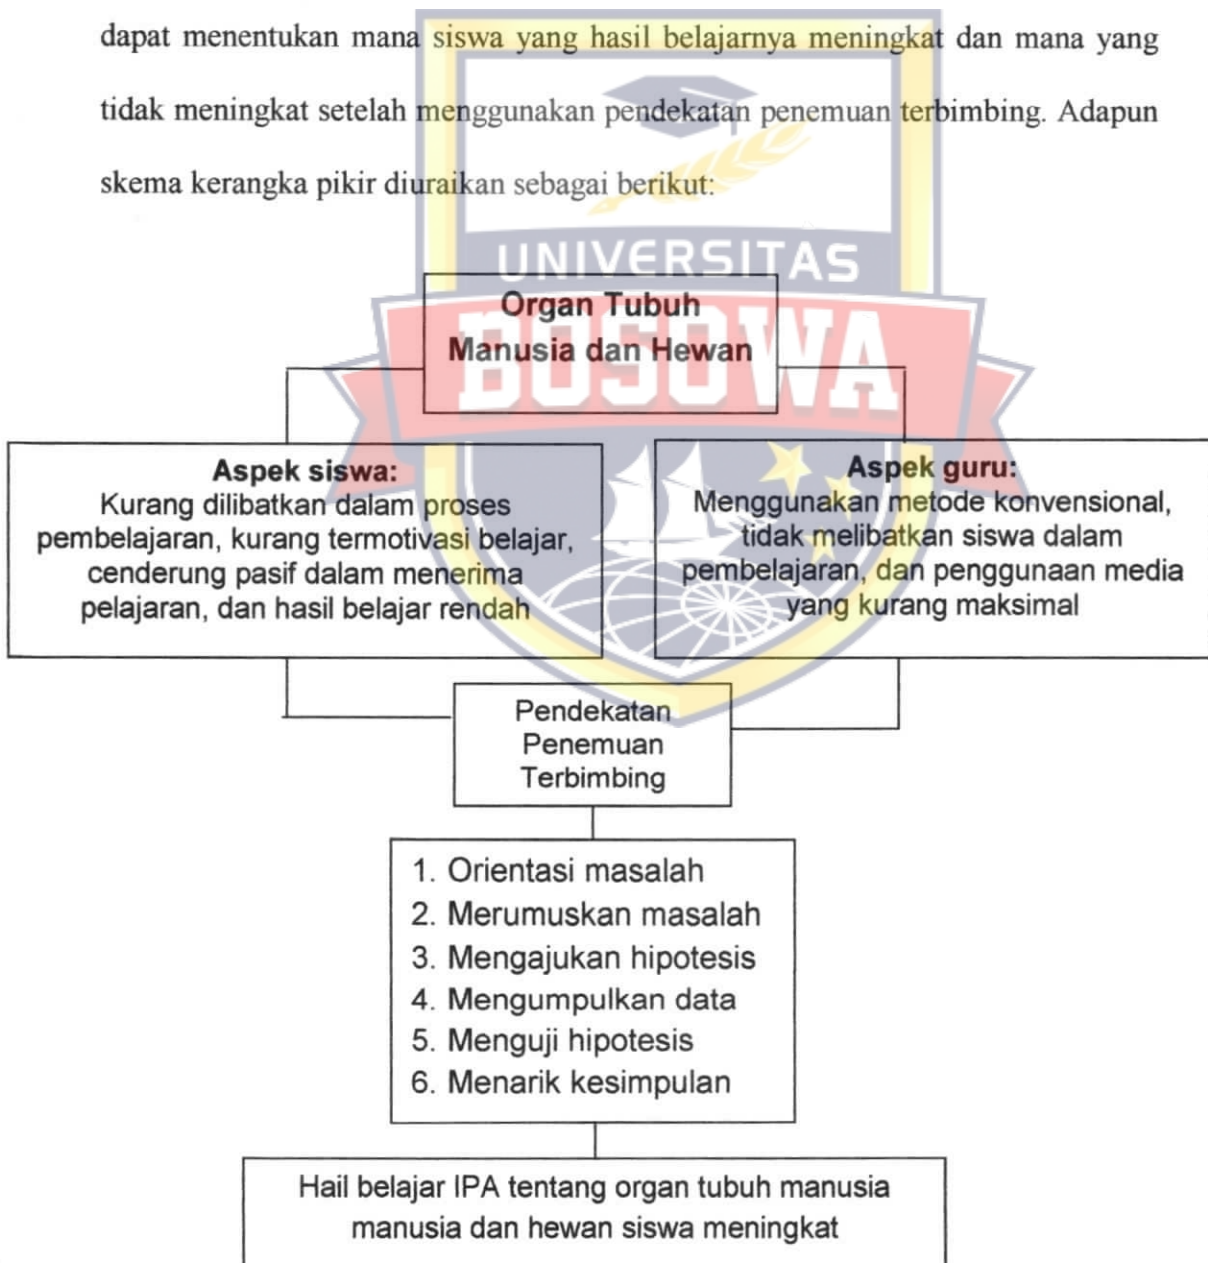 dapat menentukan mana siswa yang hasil belajarnya meningkat dan mana yang
tidak meningkat setelah menggunakan pendekatan penemuan terbimbing. Adapun
skema kerangka pikir diuraikan sebagai berikut:
UNIVERSITAS
BOSOWA
Organ Tubuh
Manusia dan Hewan
Aspek siswa:
Kurang dilibatkan dalam proses
pembelajaran, kurang termotivasi belajar,
cenderung pasif dalam menerima
pelajaran, dan hasil belajar rendah
Aspek guru:
Menggunakan metode konvensional,
tidak melibatkan siswa dalam
pembelajaran, dan penggunaan media
yang kurang maksimal
Pendekatan
Penemuan
Terbimbing
1. Orientasi masalah
2. Merumuskan masalah
3. Mengajukan hipotesis
4. Mengumpulkan data
5. Menguji hipotesis
6. Menarik kesimpulan
Hail belajar IPA tentang organ tubuh manusia
manusia dan hewan siswa meningkat